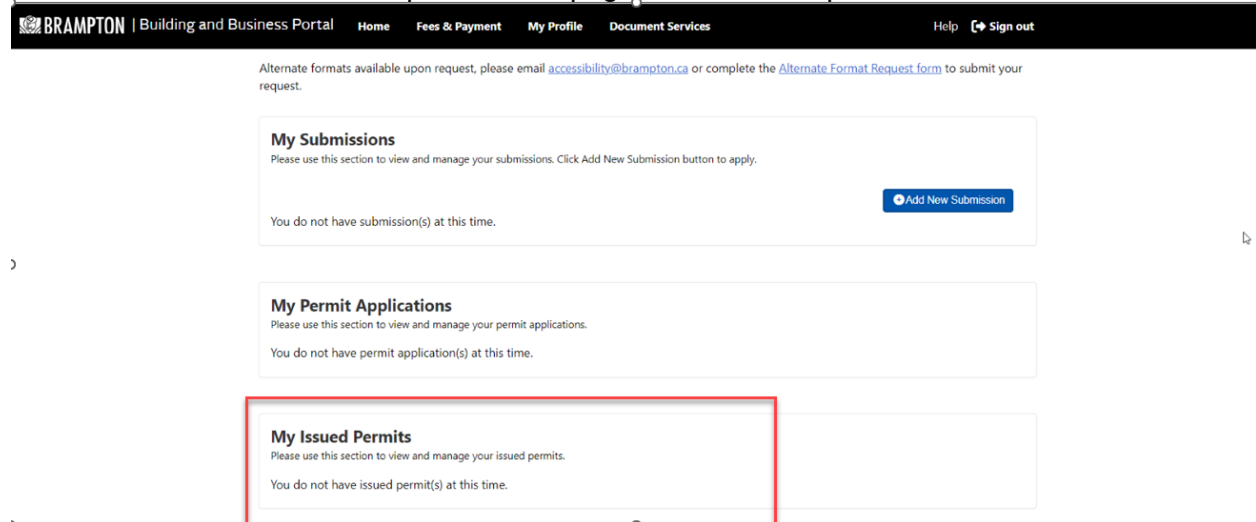 BRAMPTON | Building and Business Portal Home Fees & Payment My Profile Document Services Help Sign out
Alternate formats available upon request, please email accessibility@brampton.ca or complete the Alternate Format Request form to submit your
request.
My Submissions
Please use this section to view and manage your submissions. Click Add New Submission button to apply.
Add New Submission
You do not have submission(s) at this time.
My Permit Applications
Please use this section to view and manage your permit applications.
You do not have permit application(s) at this time.
My Issued Permits
Please use this section to view and manage your issued permits.
You do not have issued permit(s) at this time.